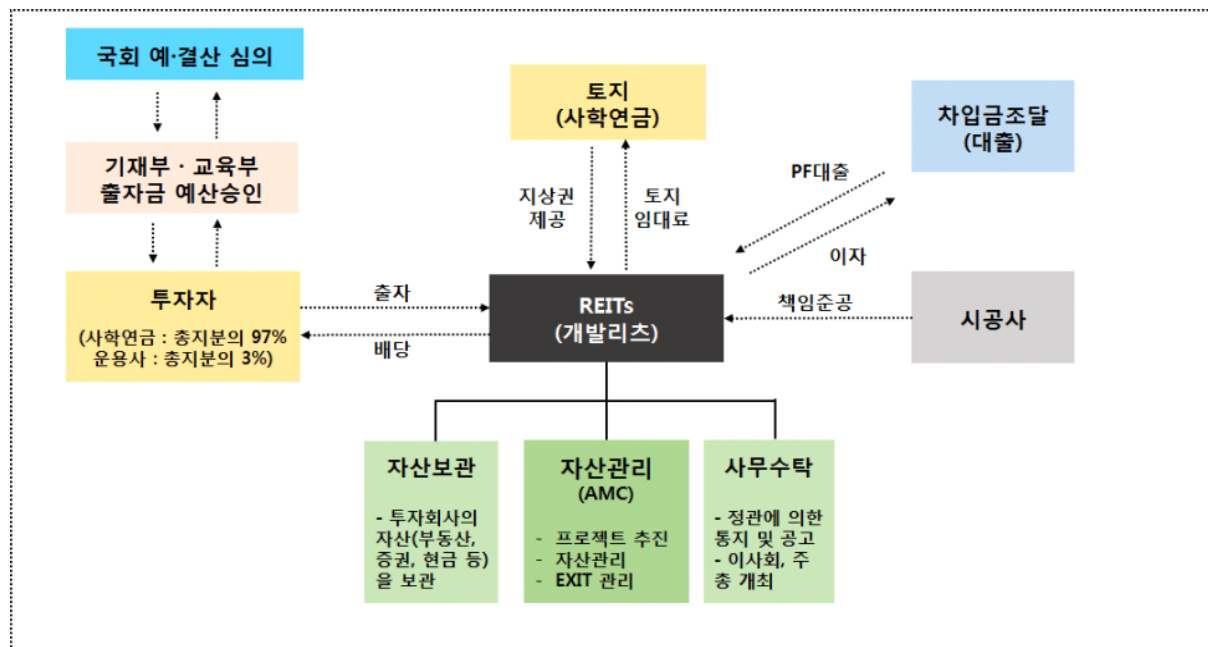 국회 예·결산 심의
기재부 · 교육부
출자금 예산승인
투자자
(사학연금 : 총지분의 97%
운용사 : 총지분의 3%)
출자
배당
토지
(사학연금)
지상권
제공
토지
임대료
REITs
(개발리츠)
차입금조달
(대출)
PF대출
이자
책임준공
시공사
자산보관
- 투자회사의
자산(부동산,
증권, 현금 등)
을 보관
자산관리
(AMC)
- 프로젝트 추진
- 자산관리
- EXIT 관리
사무수탁
- 정관에 의한
통지 및 공고
- 이사회, 주
총 개최